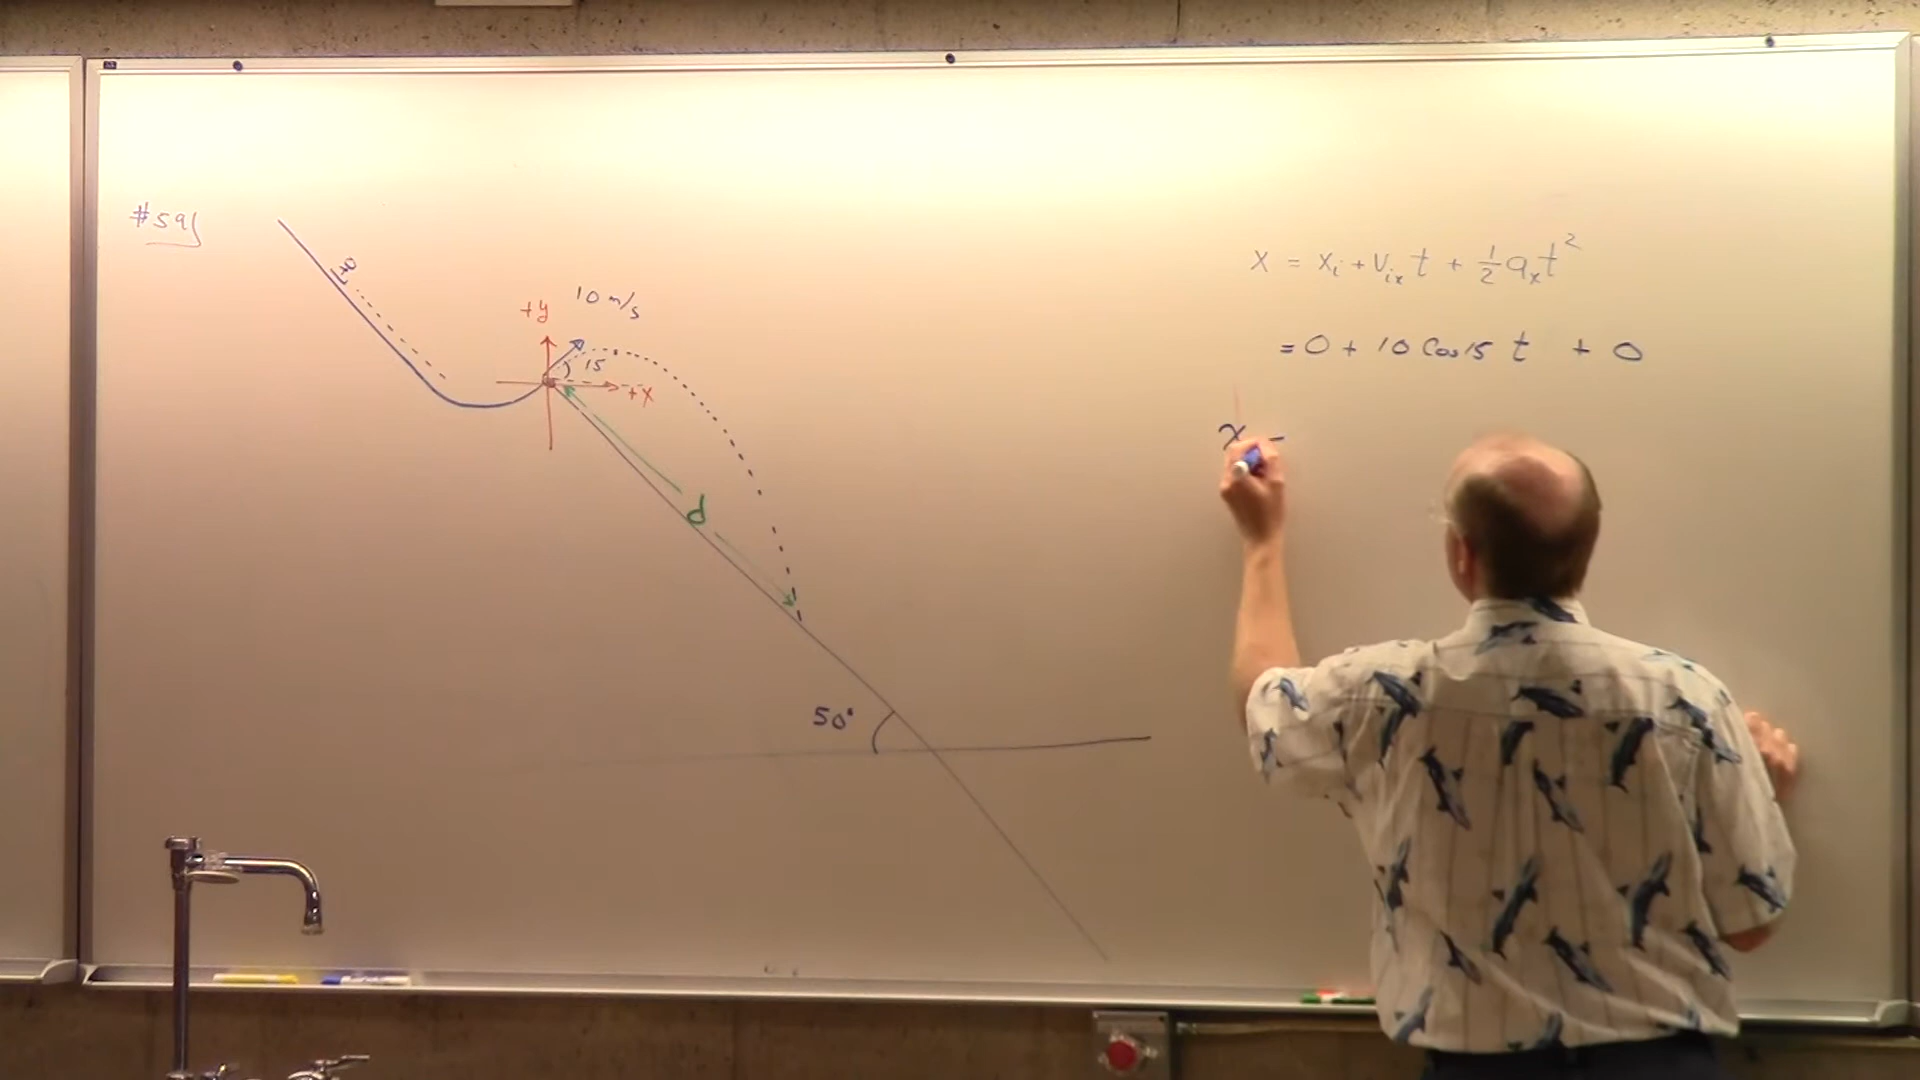 #59)
10 m/s
+y
15
+x
d
50°
x = xᵢ + vᵢₓt + ½aₓt²
= 0 + 10 Cos15 t + 0
x =